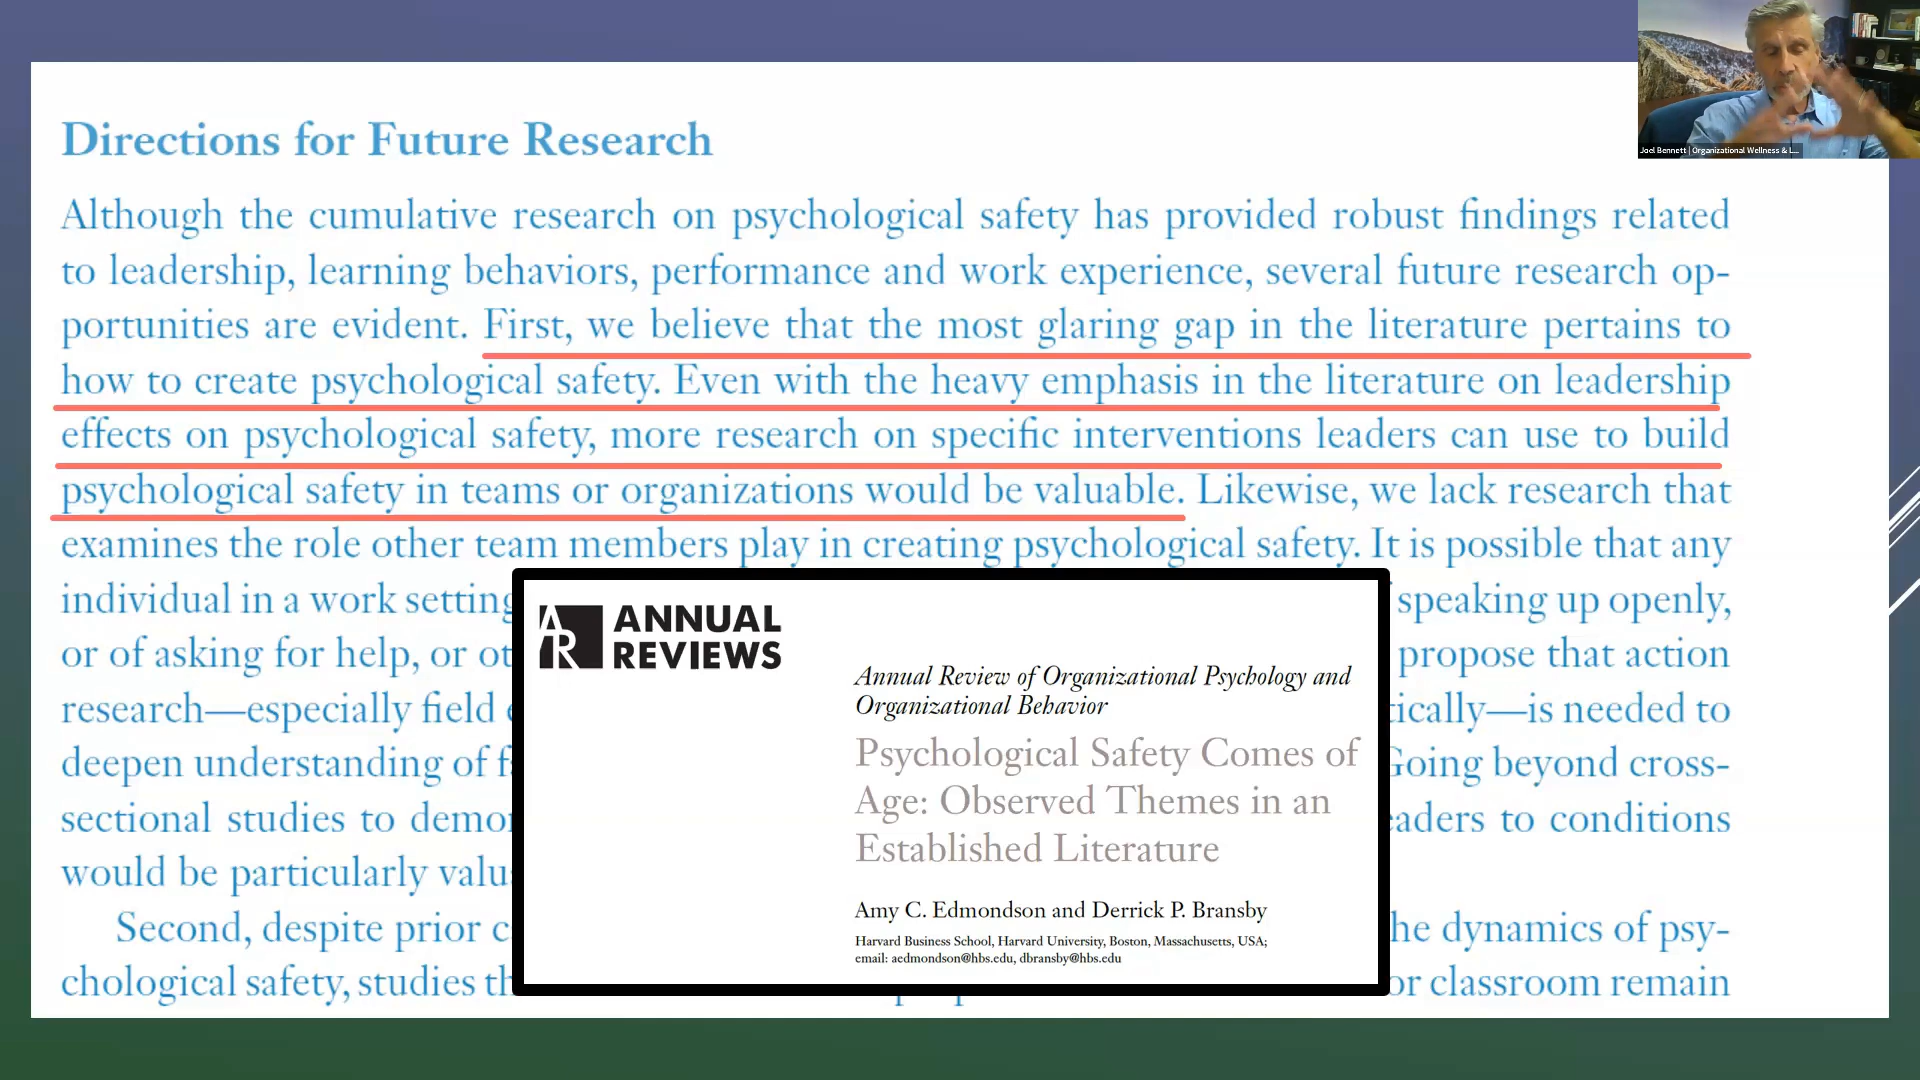 Directions for Future Research
Although the cumulative research on psychological safety has provided robust findings related
to leadership, learning behaviors, performance and work experience, several future research op-
portunities are evident. First, we believe that the most glaring gap in the literature pertains to
how to create psychological safety. Even with the heavy emphasis in the literature on leadership
effects on psychological safety, more research on specific interventions leaders can use to build
psychological safety in teams or organizations would be valuable. Likewise, we lack research that
examines the role other team members play in creating psychological safety. It is possible that any
individual in a work setting speaking up openly,
or of asking for help, or propose that action
research—especially field is needed to
deepen understanding of Going beyond cross-
sectional studies to to conditions
would be particularly
Second, despite prior dynamics of psy-
chological safety, studies or classroom remain
ANNUAL
REVIEWS
Annual Review of Organizational Psychology and
Organizational Behavior
Psychological Safety Comes of
Age: Observed Themes in an
Established Literature
Amy C. Edmondson and Derrick P. Bransby
Harvard Business School, Harvard University, Boston, Massachusetts, USA;
email: aedmondson@hbs.edu, dbransby@hbs.edu
Joel Bennett | Organizational Wellness & L...